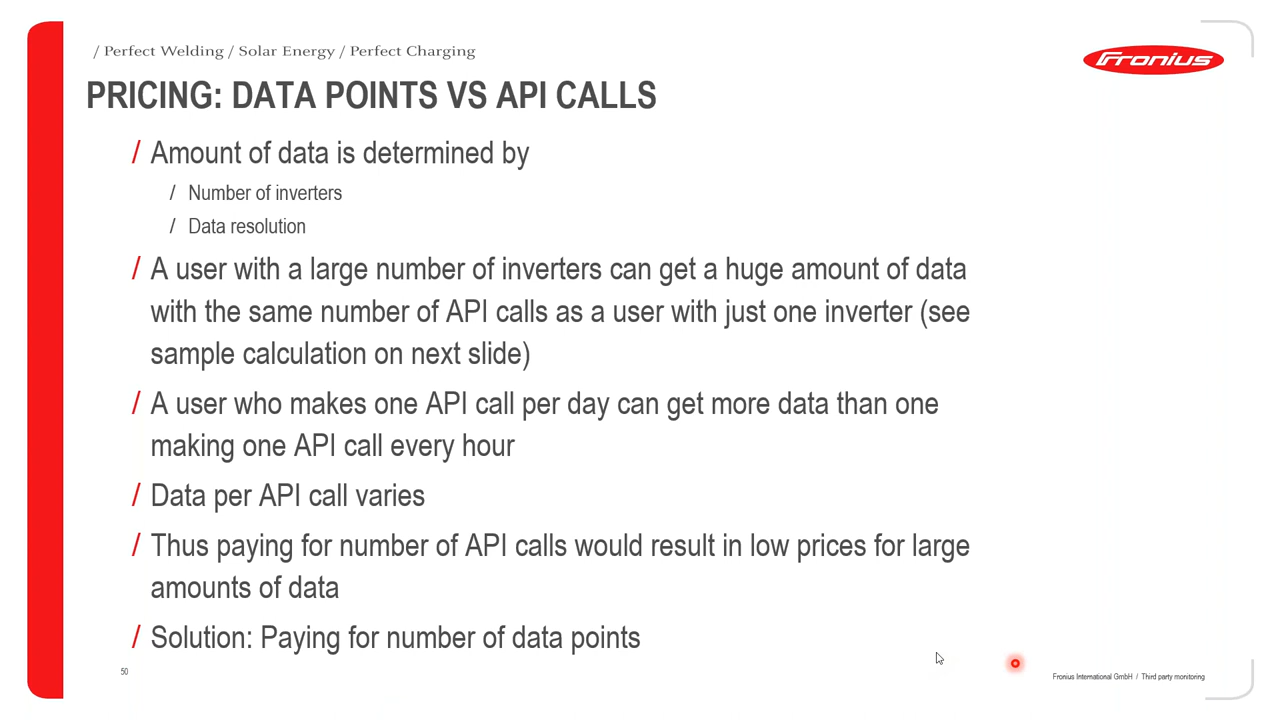 / Perfect Welding / Solar Energy / Perfect Charging
Fronius
PRICING: DATA POINTS VS API CALLS
/ Amount of data is determined by
/ Number of inverters
/ Data resolution
/ A user with a large number of inverters can get a huge amount of data
with the same number of API calls as a user with just one inverter (see
sample calculation on next slide)
/ A user who makes one API call per day can get more data than one
making one API call every hour
/ Data per API call varies
/ Thus paying for number of API calls would result in low prices for large
amounts of data
/ Solution: Paying for number of data points
50
Fronius International GmbH / Third party monitoring